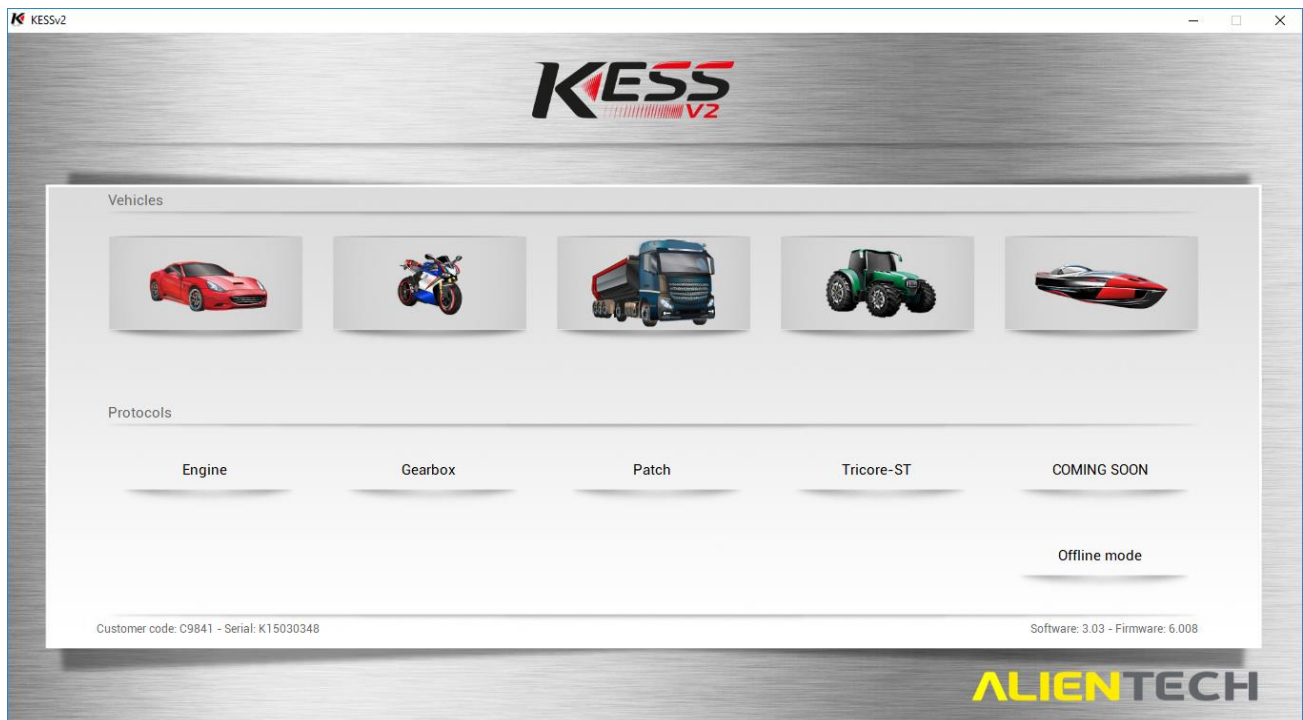 KESSv2
KESS
V2
Vehicles
Protocols
Engine Gearbox Patch Tricore-ST COMING SOON
Offline mode
Customer code: C9841 - Serial: K15030348 Software: 3.03 - Firmware: 6.008
ALIENTECH